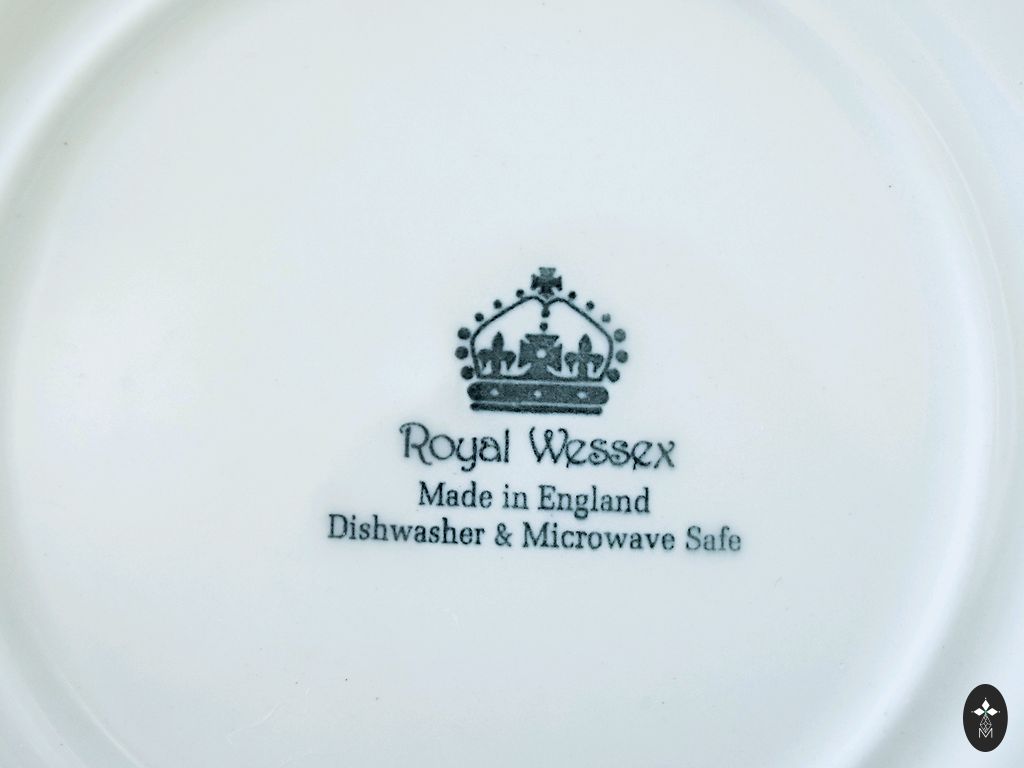 Royal Wessex
Made in England
Dishwasher & Microwave Safe
M